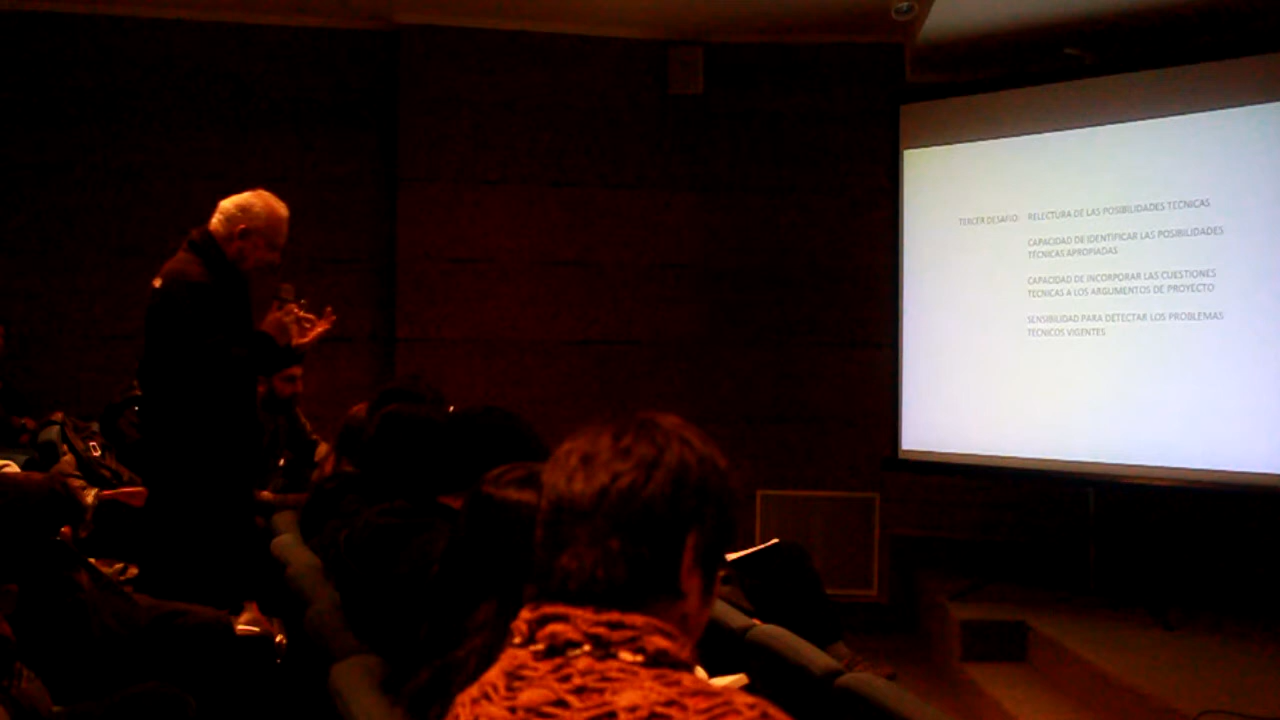 TERCER DESAFIO: RELECTURA DE LAS POSIBILIDADES TECNICAS
CAPACIDAD DE IDENTIFICAR LAS POSIBILIDADES
TECNICAS APROPIADAS
CAPACIDAD DE INCORPORAR LAS CUESTIONES
TECNICAS A LOS ARGUMENTOS DE PROYECTO
SENSIBILIDAD PARA DETECTAR LOS PROBLEMAS
TECNICOS VIGENTES